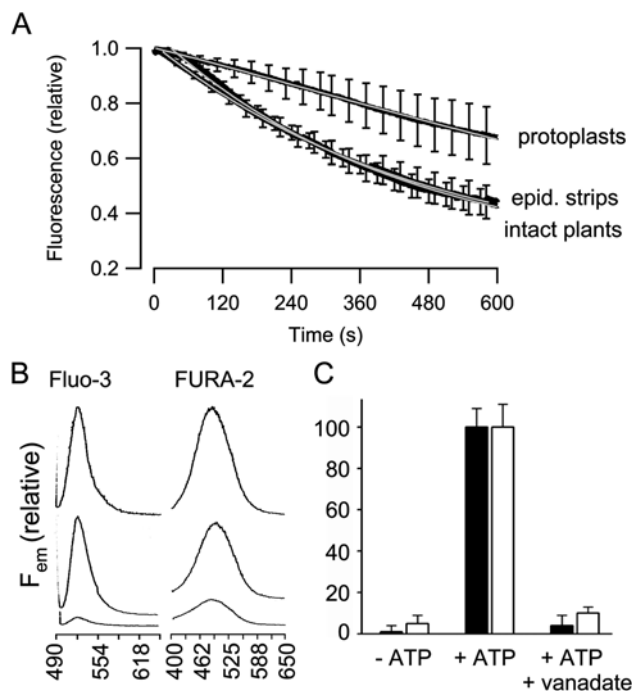 A
Fluorescence (relative)
1.0
0.8
0.6
0.4
0.2
protoplasts
epid. strips
intact plants
0 120 240 360 480 600
Time (s)
B
Fluo-3 FURA-2
F em (relative)
490 554 618
400 462 525 588 650
C
100
80
60
40
20
0
- ATP + ATP + ATP
+ vanadate